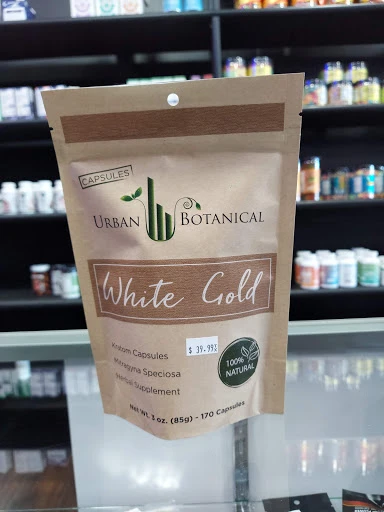 CAPSULES
URBAN BOTANICAL
White Gold
$ 39.99
Kratom Capsules
Mitragyna Speciosa
Herbal Supplement
100%
NATURAL
Net Wt. 3 oz. (85g) - 170 Capsules